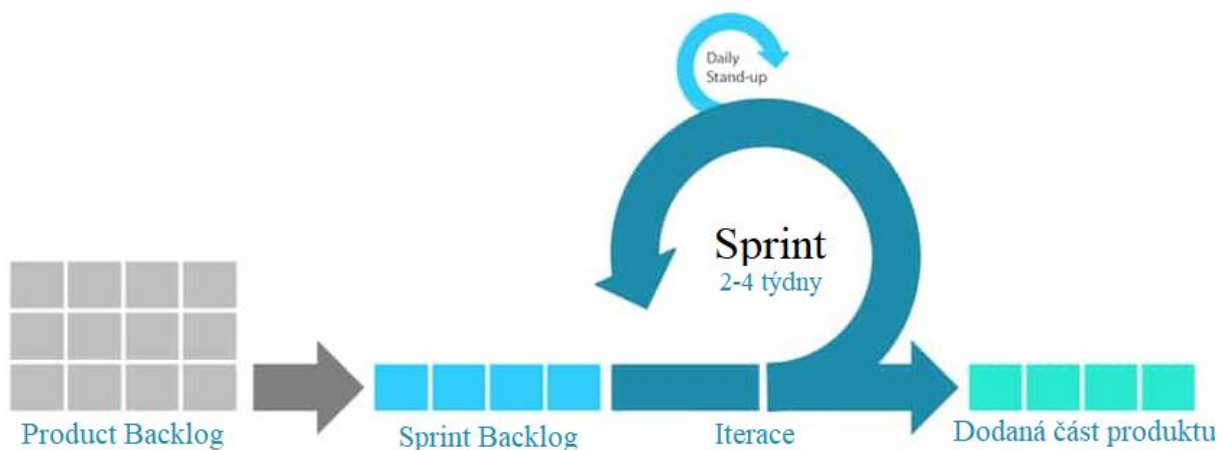 Daily
Stand-up
Sprint
2-4 týdny
Product Backlog
Sprint Backlog
Iterace
Dodaná část produktu